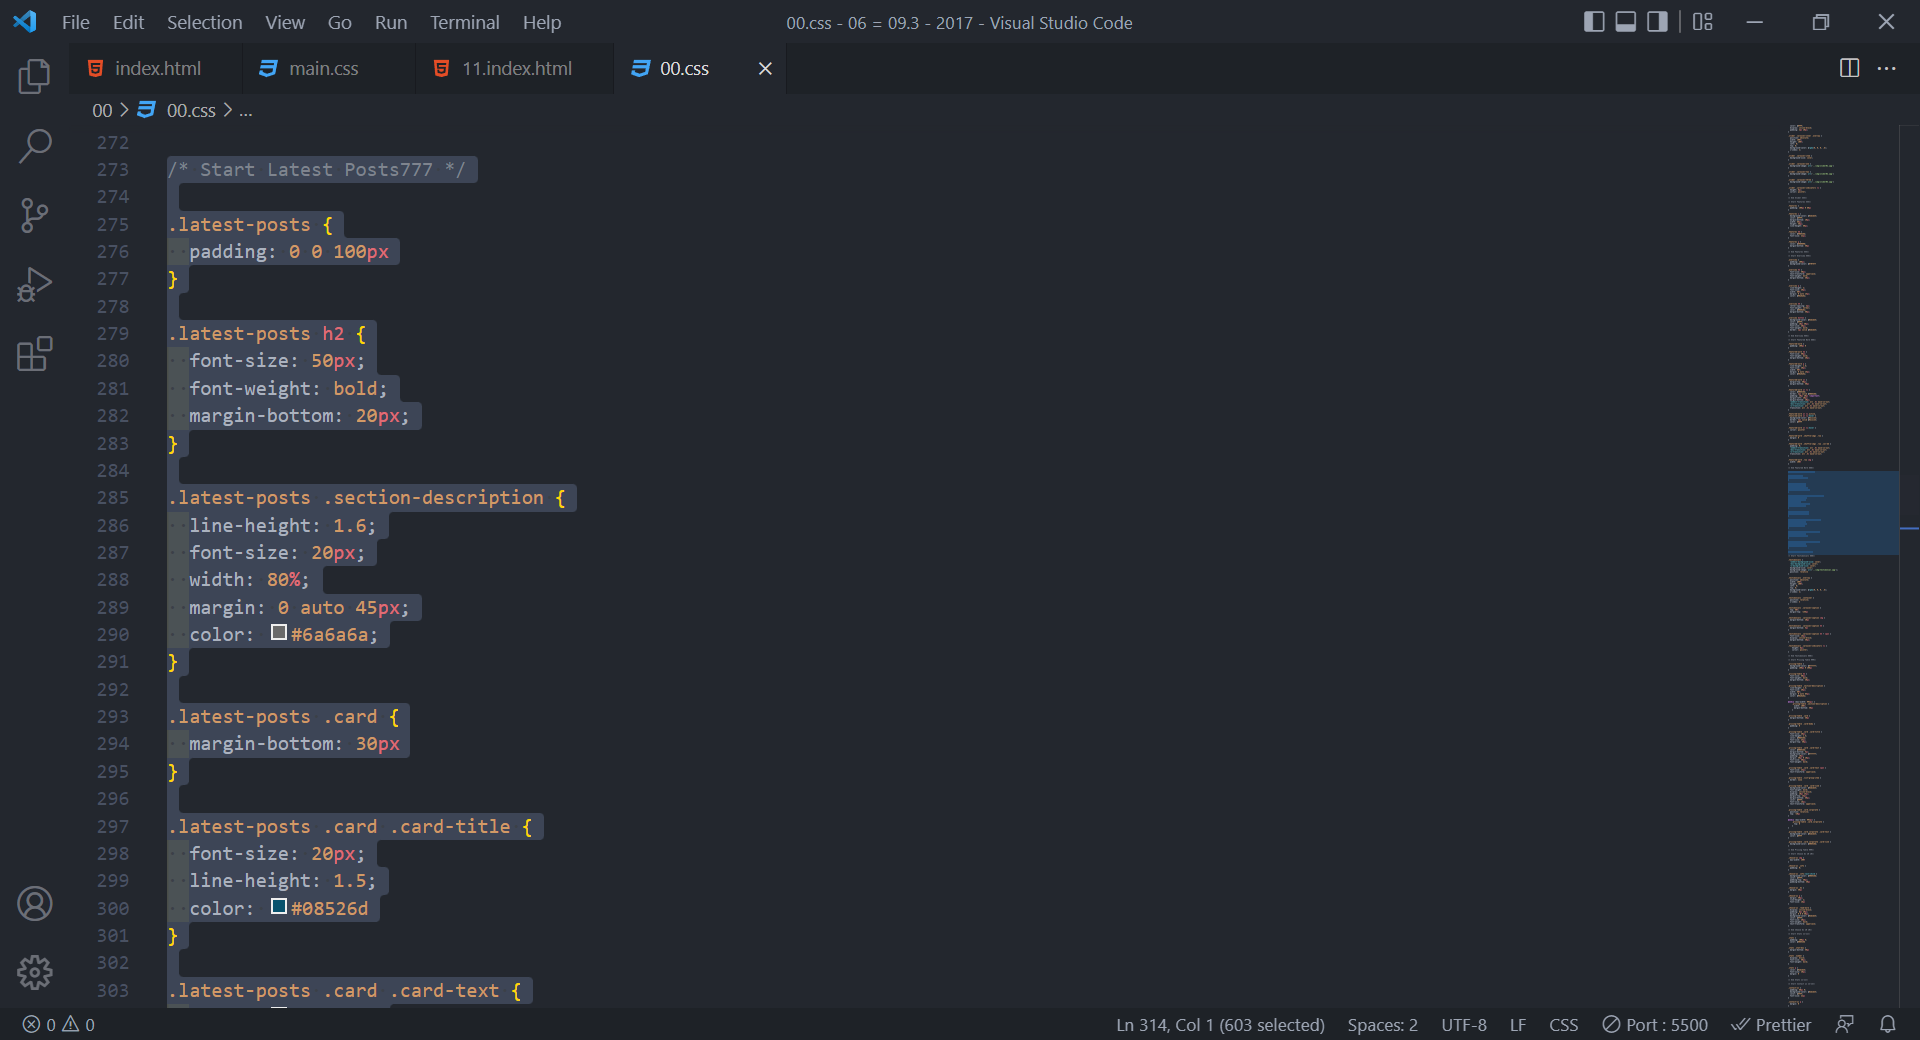 File Edit Selection View Go Run Terminal Help
00.css - 06 = 09.3 - 2017 - Visual Studio Code
index.html main.css 11.index.html 00.css
00 > 00.css > ...
272
273 /* Start Latest Posts777 */
274
275 .latest-posts {
276 padding: 0 0 100px
277 }
278
279 .latest-posts h2 {
280 font-size: 50px;
281 font-weight: bold;
282 margin-bottom: 20px;
283 }
284
285 .latest-posts .section-description {
286 line-height: 1.6;
287 font-size: 20px;
288 width: 80%;
289 margin: 0 auto 45px;
290 color: #6a6a6a;
291 }
292
293 .latest-posts .card {
294 margin-bottom: 30px
295 }
296
297 .latest-posts .card .card-title {
298 font-size: 20px;
299 line-height: 1.5;
300 color: #08526d
301 }
302
303 .latest-posts .card .card-text {
0 0 Ln 314, Col 1 (603 selected) Spaces: 2 UTF-8 LF CSS Port : 5500 Prettier